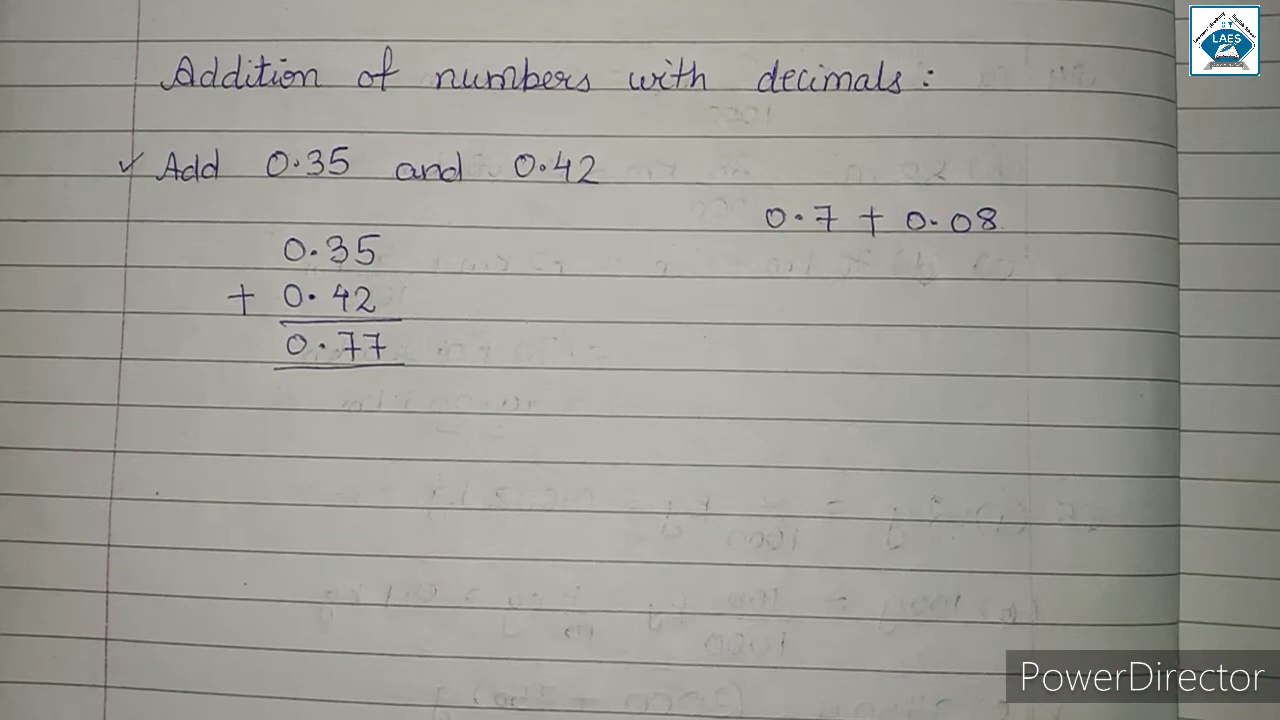 LAES
Addition of numbers with decimals:
✓ Add 0.35 and 0.42
0.7 + 0.08
0.35
+ 0.42
0.77
PowerDirector